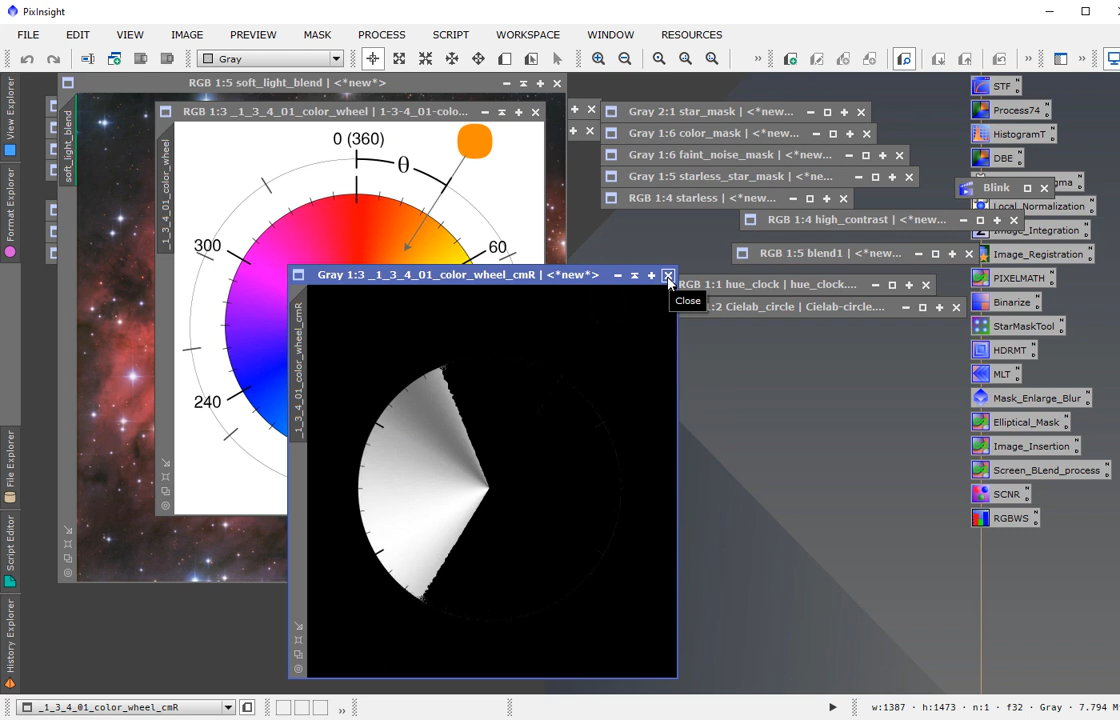 PixInsight
FILE EDIT VIEW IMAGE PREVIEW MASK PROCESS SCRIPT WORKSPACE WINDOW RESOURCES
Gray
View Explorer
Format Explorer
File Explorer
Script Editor
History Explorer
RGB 1:5 soft_light_blend | <*new*>
soft_light_blend
RGB 1:3 _1_3_4_01_color_wheel | 1-3-4_01-colo...
_1_3_4_01_color_wheel
0 (360)
θ
300
60
240
Gray 1:3 _1_3_4_01_color_wheel_cmR | <*new*>
_1_3_4_01_color_wheel_cmR
Close
Gray 2:1 star_mask | <*new...
Gray 1:6 color_mask | <*new...
Gray 1:6 faint_noise_mask | <*new...
Gray 1:5 starless_star_mask | <*ne...
RGB 1:4 starless | <*new...
RGB 1:4 high_contrast | <*new...
RGB 1:5 blend1 | <*new...
RGB 1:1 hue_clock | hue_clock....
1:2 Cielab_circle | Cielab-circle....
STF
Process74
HistogramT
DBE
Blink
Local_Normalization
Image_Integration
Image_Registration
PIXELMATH
Binarize
StarMaskTool
HDRMT
MLT
Mask_Enlarge_Blur
Elliptical_Mask
Image_Insertion
Screen_BLend_process
SCNR
RGBWS
_1_3_4_01_color_wheel_cmR
w:1387 · h:1473 · n:1 · f32 · Gray · 7.794 M